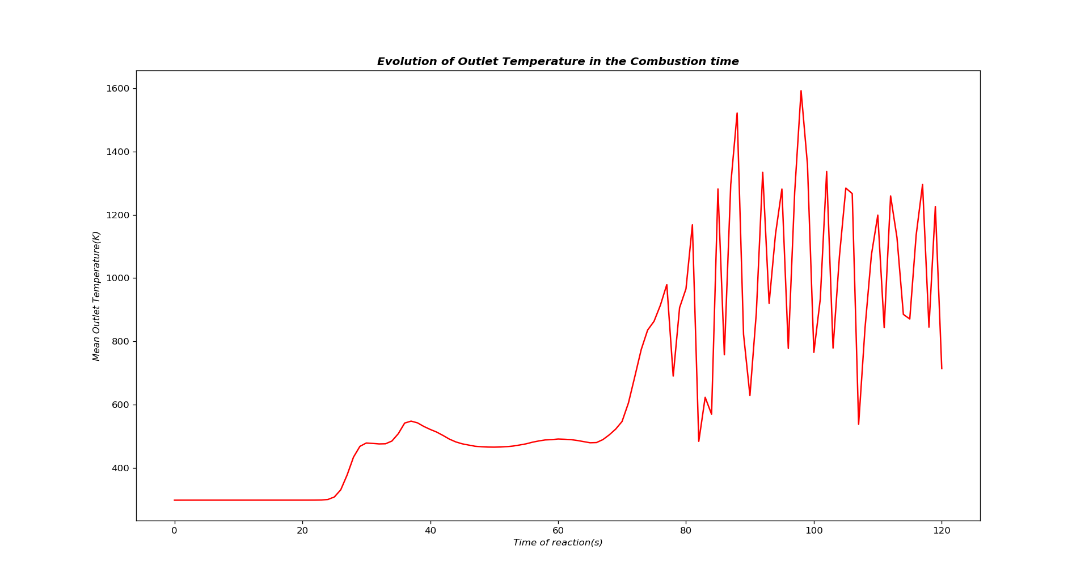 Evolution of Outlet Temperature in the Combustion time
1600
1400
1200
1000
800
600
400
Mean Outlet Temperature(K)
0 20 40 60 80 100 120
Time of reaction(s)